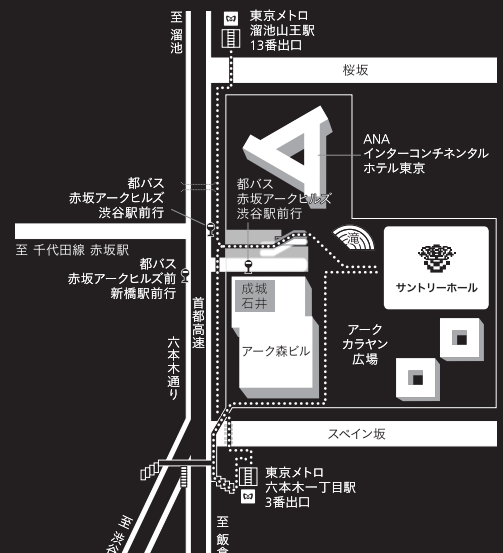 至 溜池
東京メトロ
溜池山王駅
13番出口
桜坂
ANA
インターコンチネンタル
ホテル東京
都バス
赤坂アークヒルズ
渋谷駅前行
都バス
赤坂アークヒルズ
渋谷駅前行
滝
至 千代田線 赤坂駅
都バス
赤坂アークヒルズ前
新橋駅前行
サントリーホール
成城
石井
首都高速
六本木通り
アーク森ビル
アーク
カラヤン
広場
スペイン坂
東京メトロ
六本木一丁目駅
3番出口
至 渋谷
至 飯倉